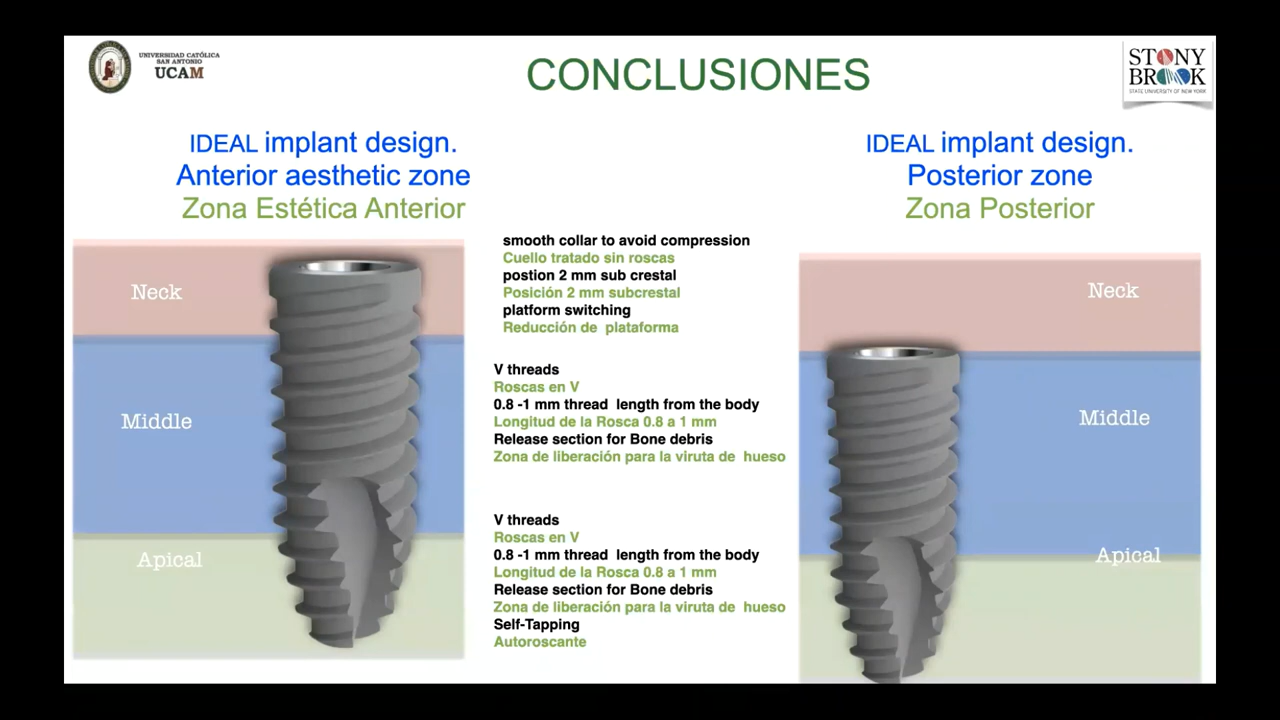 UNIVERSIDAD CATÓLICA
SAN ANTONIO
UCAM
CONCLUSIONES
STONY
BROOK
STATE UNIVERSITY OF NEW YORK
IDEAL implant design.
Anterior aesthetic zone
Zona Estética Anterior
IDEAL implant design.
Posterior zone
Zona Posterior
Neck
Middle
Apical
smooth collar to avoid compression
Cuello tratado sin roscas
postion 2 mm sub crestal
Posición 2 mm subcrestal
platform switching
Reducción de plataforma
V threads
Roscas en V
0.8 -1 mm thread length from the body
Longitud de la Rosca 0.8 a 1 mm
Release section for Bone debris
Zona de liberación para la viruta de hueso
V threads
Roscas en V
0.8 -1 mm thread length from the body
Longitud de la Rosca 0.8 a 1 mm
Release section for Bone debris
Zona de liberación para la viruta de hueso
Self-Tapping
Autoroscante
Neck
Middle
Apical